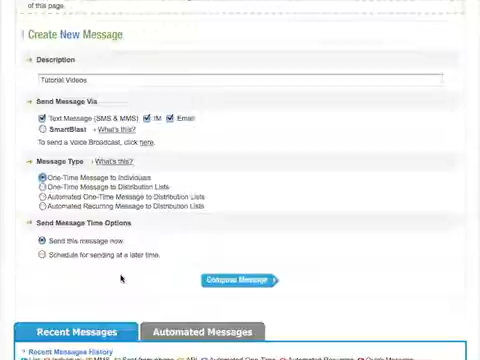 of this page.
Create New Message
Description
Tutorial Videos
Send Message Via
Text Message (SMS & MMS) IM Email
SmartBlast What's this?
To send a Voice Broadcast, click here.
Message Type What's this?
One-Time Message to Individuals
One-Time Message to Distribution Lists
Automated One-Time Message to Distribution Lists
Automated Recurring Message to Distribution Lists
Send Message Time Options
Send this message now.
Schedule for sending at a later time.
Compose Message
Recent Messages Automated Messages
Recent Messages History